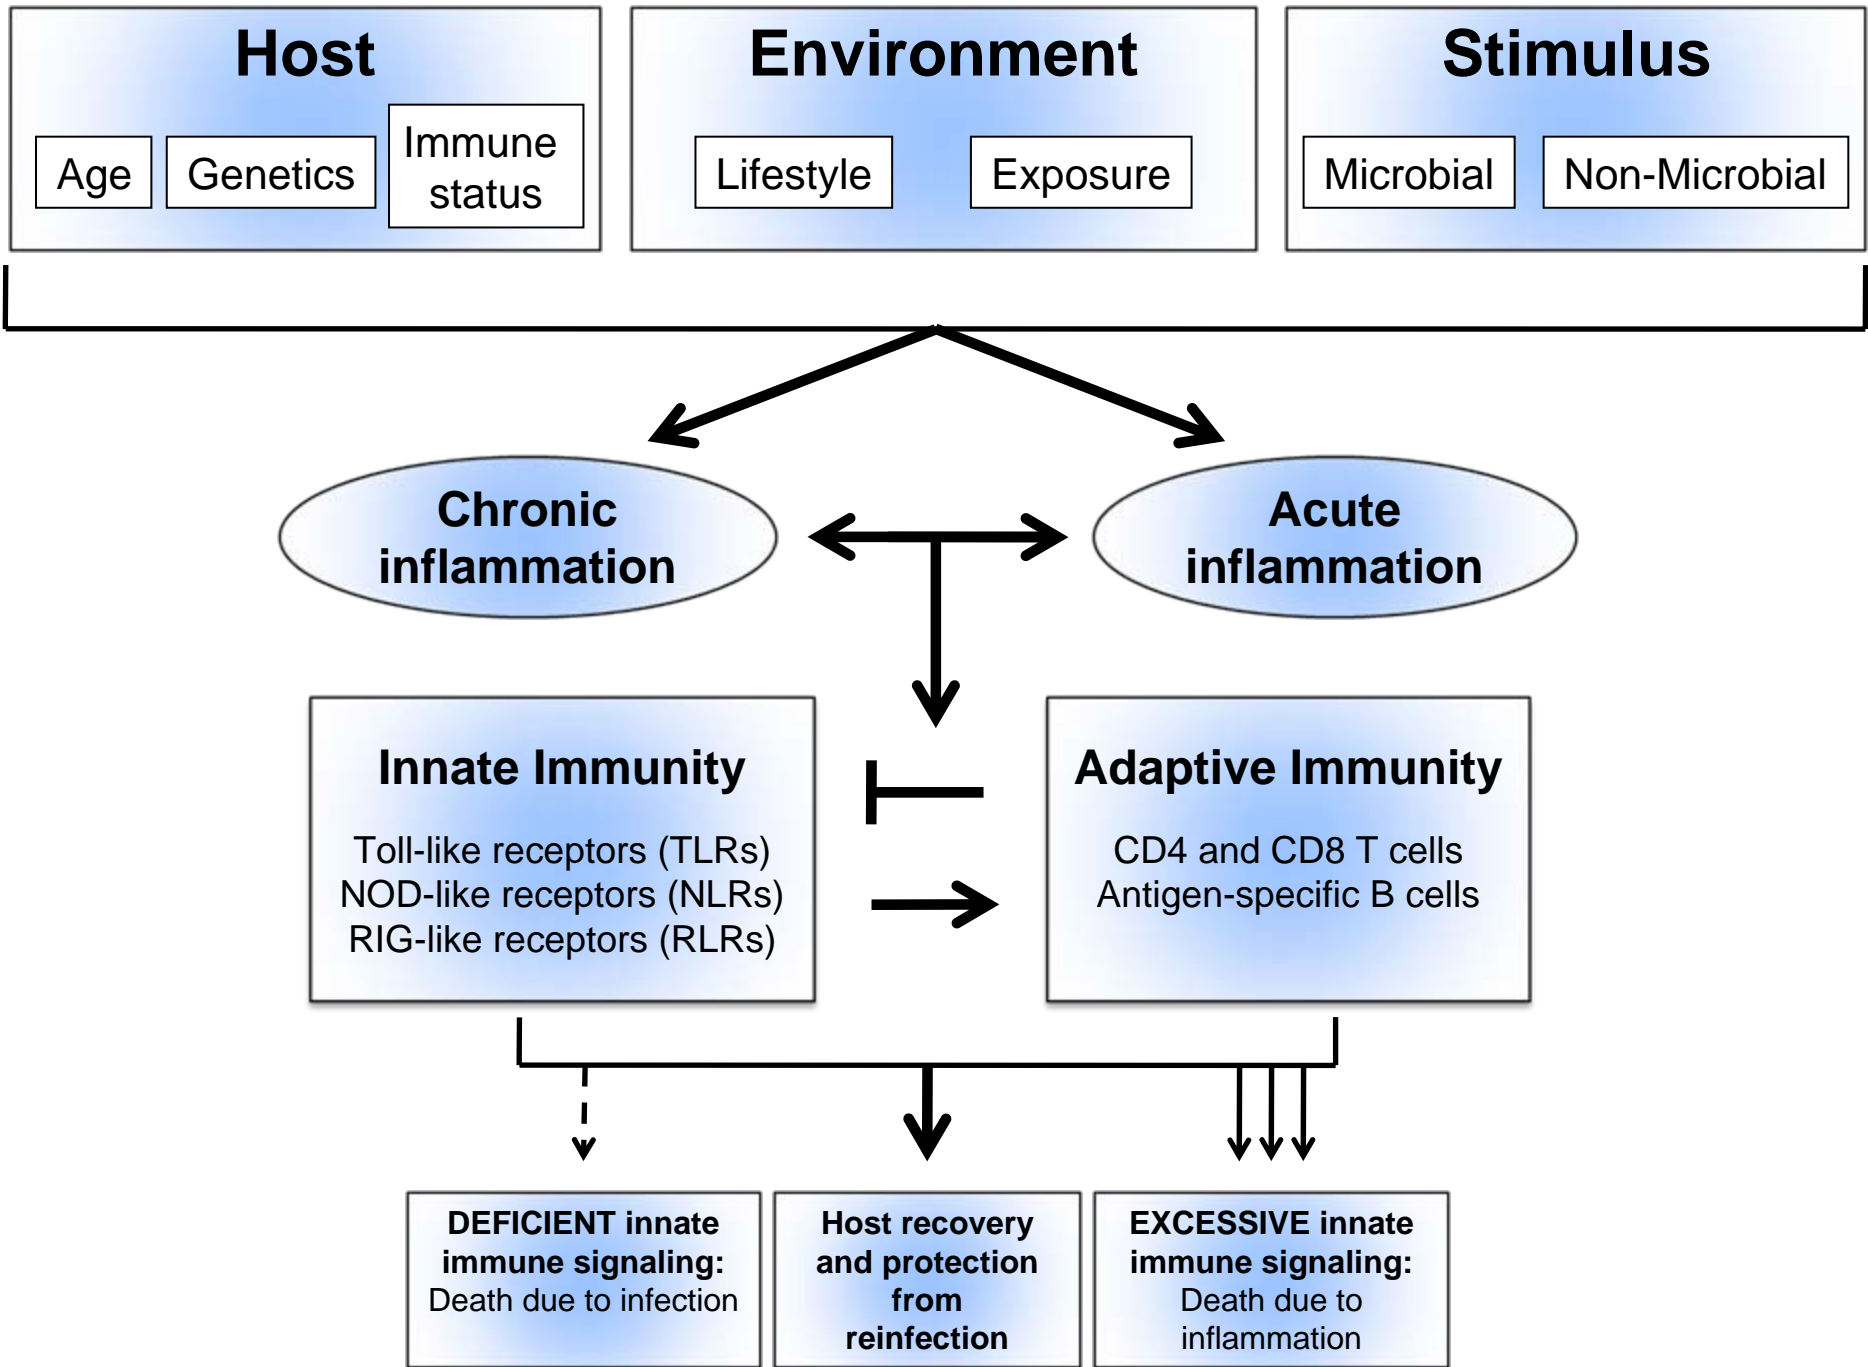 Host
Environment
Stimulus
Age
Genetics
Immune
status
Lifestyle
Exposure
Microbial
Non-Microbial
Chronic
inflammation
Acute
inflammation
Innate Immunity
Toll-like receptors (TLRs)
NOD-like receptors (NLRs)
RIG-like receptors (RLRs)
Adaptive Immunity
CD4 and CD8 T cells
Antigen-specific B cells
DEFICIENT innate
immune signaling:
Death due to infection
Host recovery
and protection
from
reinfection
EXCESSIVE innate
immune signaling:
Death due to
inflammation